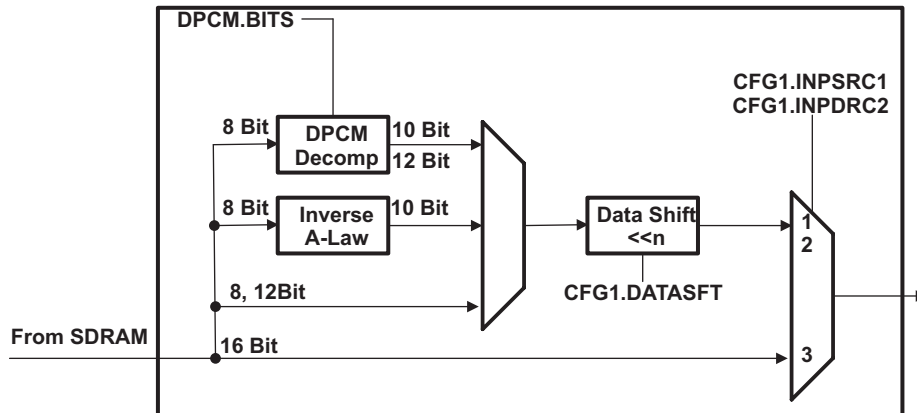 DPCM.BITS
CFG1.INPSRC1
CFG1.INPDRC2
8 Bit
DPCM
Decomp
10 Bit
12 Bit
8 Bit
Inverse
A-Law
10 Bit
Data Shift
<<n
1
2
CFG1.DATASFT
8, 12Bit
From SDRAM
16 Bit
3